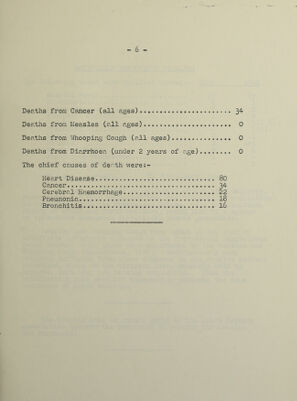 - 6 -
Deaths from Cancer (all ages)....................... 34
Deaths from Measles (all ages)...................... 0
Deaths from Whooping Cough (all ages)............... 0
Deaths from Diarrhoea (under 2 years of age)........ 0
The chief causes of death were:-
Heart Disease.............................. 80
Cancer..................................... 34
Cerebral Haemorrhage....................... 22
Pneumonia.................................. 18
Bronchitis................................. 16